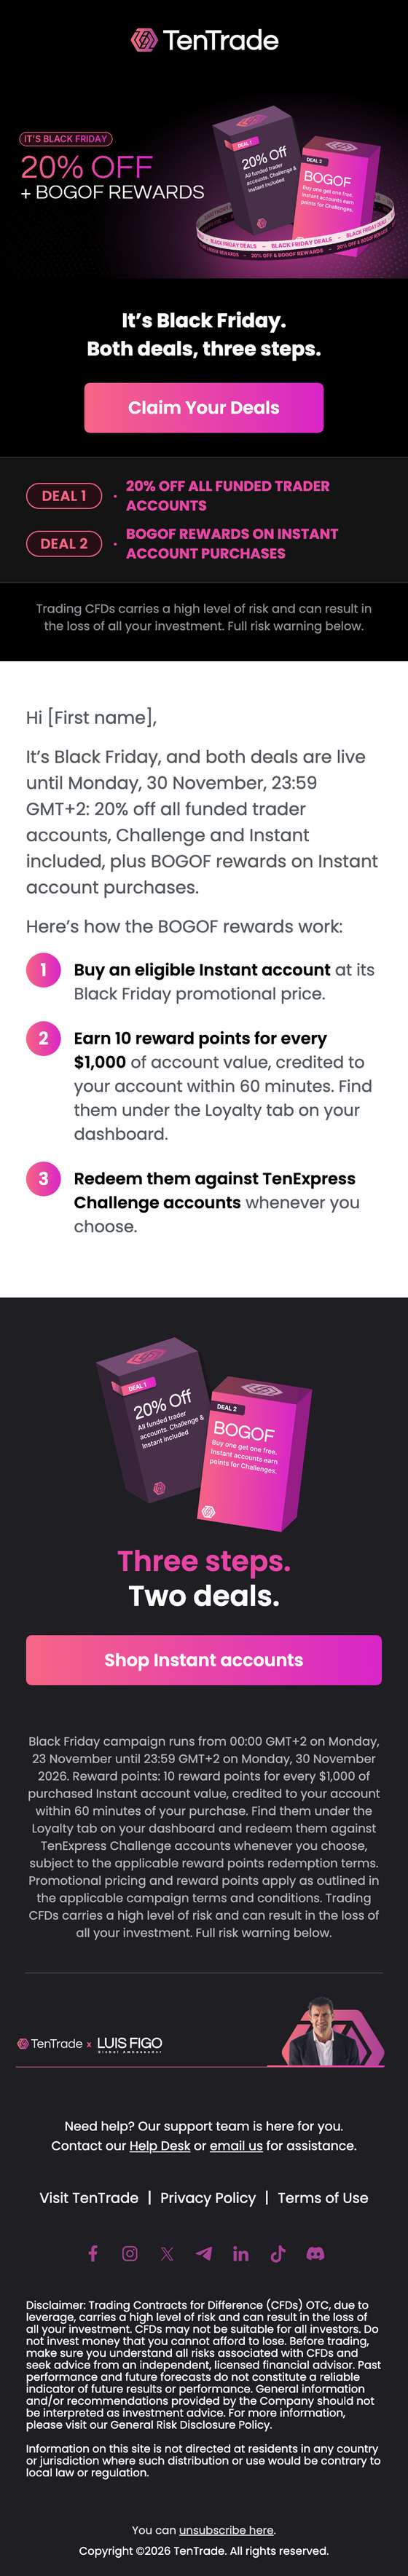 TenTrade
IT'S BLACK FRIDAY
20% OFF
+ BOGOF REWARDS
DEAL 1
20% Off
All funded trader
accounts. Challenge &
Instant included
DEAL 2
BOGOF
Buy one get one free.
Instant accounts earn
points for Challenges.
BLACK FRIDAY DEALS – BLACK FRIDAY DEALS
20% OFF & BOGOF REWARDS
It's Black Friday.
Both deals, three steps.
Claim Your Deals
DEAL 1 · 20% OFF ALL FUNDED TRADER
ACCOUNTS
DEAL 2 · BOGOF REWARDS ON INSTANT
ACCOUNT PURCHASES
Trading CFDs carries a high level of risk and can result in
the loss of all your investment. Full risk warning below.
Hi [First name],
It's Black Friday, and both deals are live
until Monday, 30 November, 23:59
GMT+2: 20% off all funded trader
accounts, Challenge and Instant
included, plus BOGOF rewards on Instant
account purchases.
Here's how the BOGOF rewards work:
1 Buy an eligible Instant account at its
Black Friday promotional price.
2 Earn 10 reward points for every
$1,000 of account value, credited to
your account within 60 minutes. Find
them under the Loyalty tab on your
dashboard.
3 Redeem them against TenExpress
Challenge accounts whenever you
choose.
DEAL 1
20% Off
All funded trader
accounts. Challenge &
Instant included
DEAL 2
BOGOF
Buy one get one free.
Instant accounts earn
points for Challenges.
Three steps.
Two deals.
Shop Instant accounts
Black Friday campaign runs from 00:00 GMT+2 on Monday,
23 November until 23:59 GMT+2 on Monday, 30 November
2026. Reward points: 10 reward points for every $1,000 of
purchased Instant account value, credited to your account
within 60 minutes of your purchase. Find them under the
Loyalty tab on your dashboard and redeem them against
TenExpress Challenge accounts whenever you choose,
subject to the applicable reward points redemption terms.
Promotional pricing and reward points apply as outlined in
the applicable campaign terms and conditions. Trading
CFDs carries a high level of risk and can result in the loss of
all your investment. Full risk warning below.
TenTrade x LUIS FIGO
Global Ambassador
Need help? Our support team is here for you.
Contact our Help Desk or email us for assistance.
Visit TenTrade | Privacy Policy | Terms of Use
Disclaimer: Trading Contracts for Difference (CFDs) OTC, due to
leverage, carries a high level of risk and can result in the loss of
all your investment. CFDs may not be suitable for all investors. Do
not invest money that you cannot afford to lose. Before trading,
make sure you understand all risks associated with CFDs and
seek advice from an independent, licensed financial advisor. Past
performance and future forecasts do not constitute a reliable
indicator of future results or performance. General information
and/or recommendations provided by the Company should not
be interpreted as investment advice. For more information,
please visit our General Risk Disclosure Policy.
Information on this site is not directed at residents in any country
or jurisdiction where such distribution or use would be contrary to
local law or regulation.
You can unsubscribe here.
Copyright ©2026 TenTrade. All rights reserved.